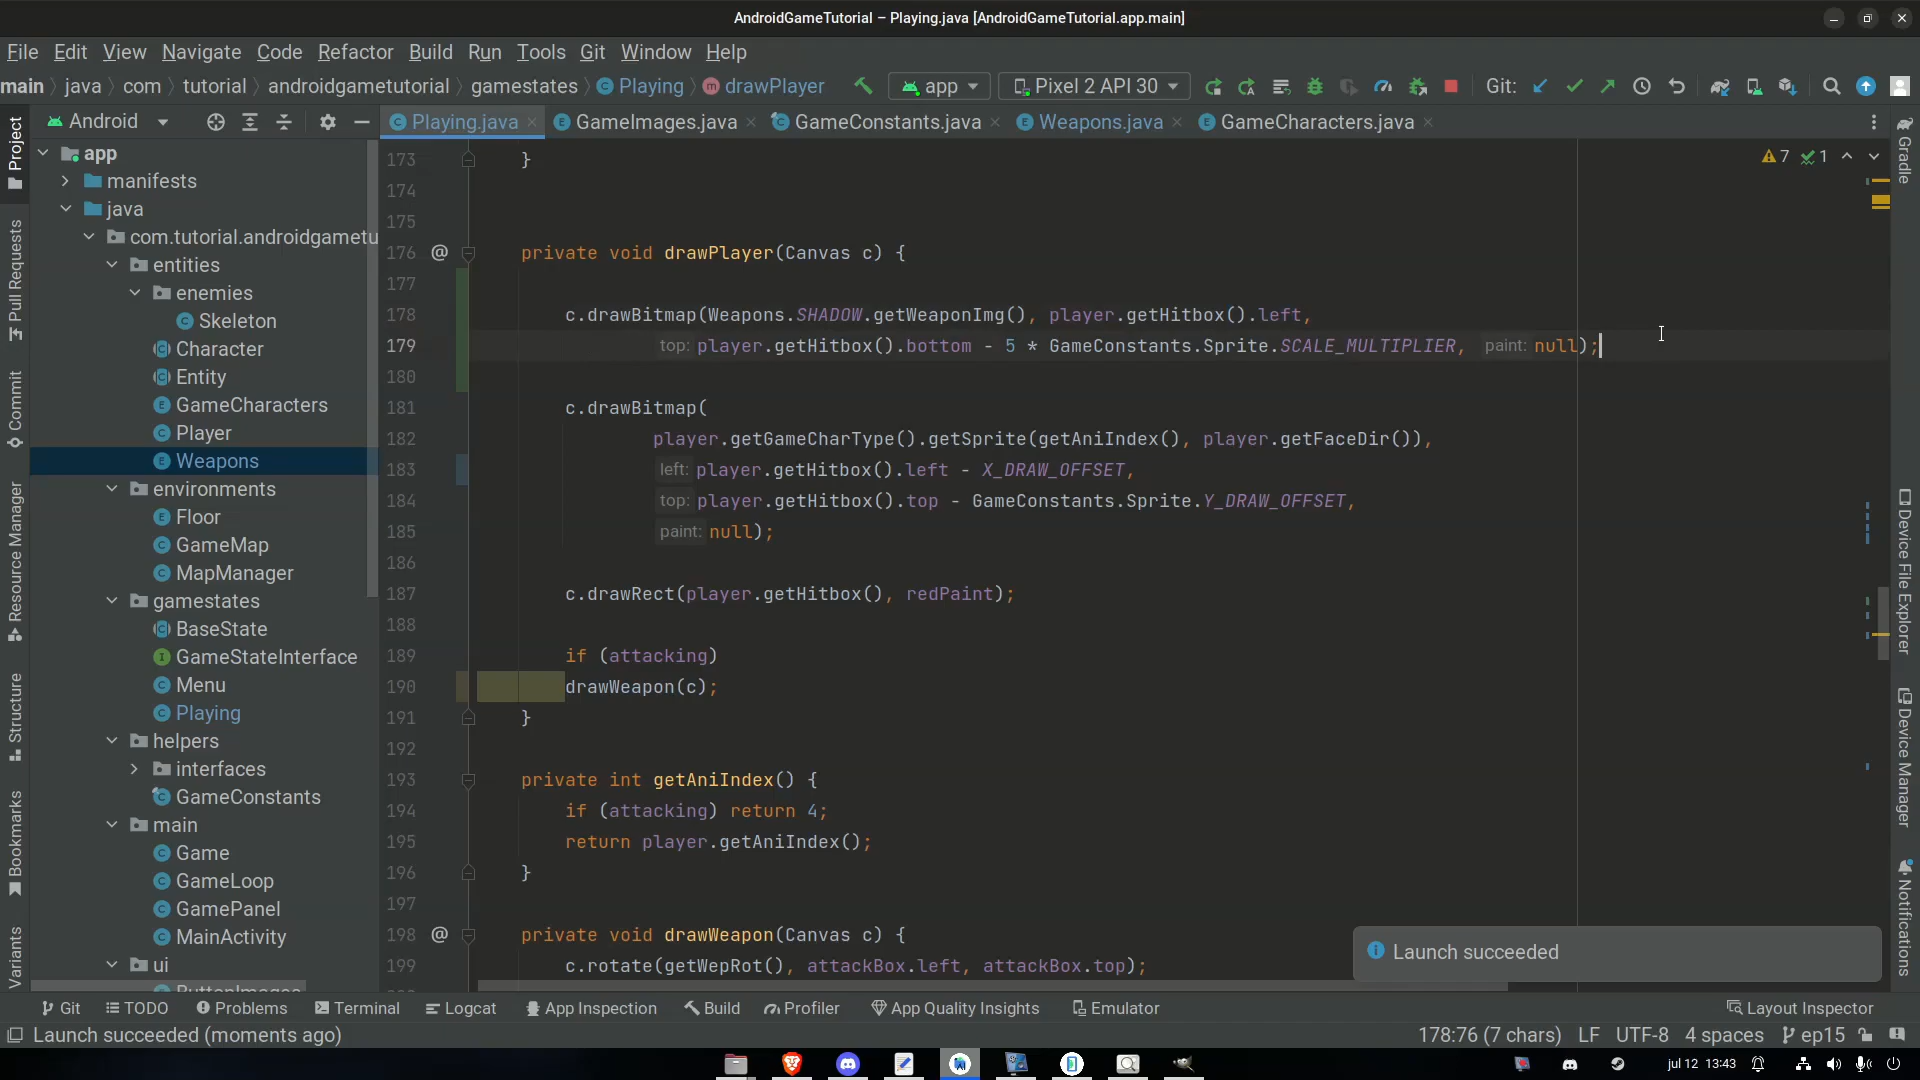 AndroidGameTutorial – Playing.java [AndroidGameTutorial.app.main]
File Edit View Navigate Code Refactor Build Run Tools Git Window Help
main java com tutorial androidgametutorial gamestates Playing drawPlayer app Pixel 2 API 30 Git:
Android
Playing.java GameImages.java GameConstants.java Weapons.java GameCharacters.java
Project
Pull Requests
Commit
Resource Manager
Structure
Bookmarks
Variants
app
manifests
java
com.tutorial.androidgametu
entities
enemies
Skeleton
Character
Entity
GameCharacters
Player
Weapons
environments
Floor
GameMap
MapManager
gamestates
BaseState
GameStateInterface
Menu
Playing
helpers
interfaces
GameConstants
main
Game
GameLoop
GamePanel
MainActivity
ui
ButtonImages
7 1
173 }
174
175
176 @ private void drawPlayer(Canvas c) {
177
178 c.drawBitmap(Weapons.SHADOW.getWeaponImg(), player.getHitbox().left,
179 top: player.getHitbox().bottom - 5 * GameConstants.Sprite.SCALE_MULTIPLIER, paint: null);
180
181 c.drawBitmap(
182 player.getGameCharType().getSprite(getAniIndex(), player.getFaceDir()),
183 left: player.getHitbox().left - X_DRAW_OFFSET,
184 top: player.getHitbox().top - GameConstants.Sprite.Y_DRAW_OFFSET,
185 paint: null);
186
187 c.drawRect(player.getHitbox(), redPaint);
188
189 if (attacking)
190 drawWeapon(c);
191 }
192
193 private int getAniIndex() {
194 if (attacking) return 4;
195 return player.getAniIndex();
196 }
197
198 @ private void drawWeapon(Canvas c) {
199 c.rotate(getWepRot(), attackBox.left, attackBox.top);
Launch succeeded
Gradle
Device File Explorer
Device Manager
Notifications
Git TODO Problems Terminal Logcat App Inspection Build Profiler App Quality Insights Emulator Layout Inspector
Launch succeeded (moments ago) 178:76 (7 chars) LF UTF-8 4 spaces ep15
jul 12 13:43